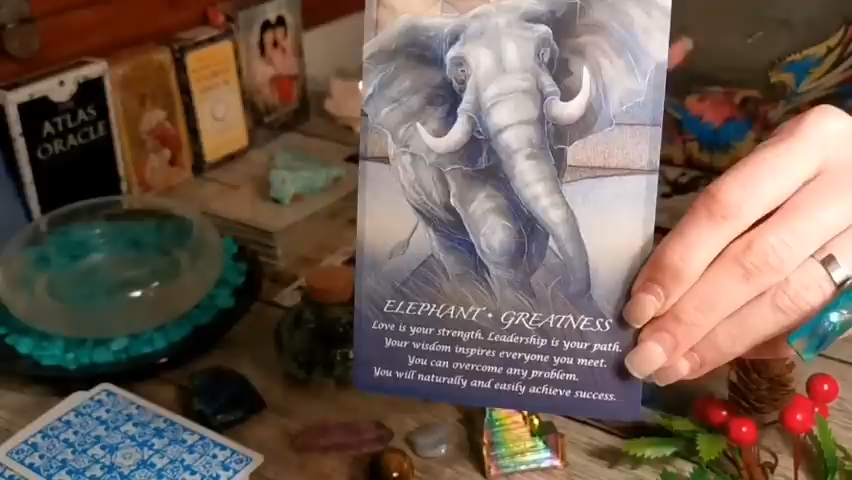 ATLAS
ORACLE
ELEPHANT • GREATNESS
Love is your strength. Leadership is your path.
Your wisdom inspires everyone you meet.
You can overcome any problem.
You will naturally and easily achieve success.